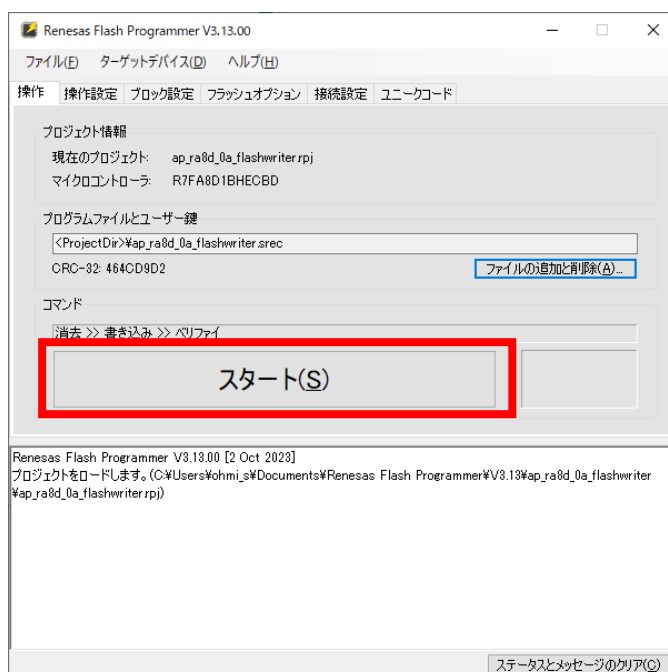 Renesas Flash Programmer V3.13.00
ファイル(F) ターゲットデバイス(D) ヘルプ(H)
操作 操作設定 ブロック設定 フラッシュオプション 接続設定 ユニークコード
プロジェクト情報
現在のプロジェクト: ap_ra8d_0a_flashwriter.rpj
マイクロコントローラ: R7FA8D1BHECBD
プログラムファイルとユーザー鍵
<ProjectDir>¥ap_ra8d_0a_flashwriter.srec
CRC-32: 464CD9D2 ファイルの追加と削除(A)...
コマンド
消去 >> 書き込み >> ベリファイ
スタート(S)
Renesas Flash Programmer V3.13.00 [2 Oct 2023]
プロジェクトをロードします。(C:¥Users¥ohmi_s¥Documents¥Renesas Flash Programmer¥V3.13¥ap_ra8d_0a_flashwriter
¥ap_ra8d_0a_flashwriter.rpj)
ステータスとメッセージのクリア(C)